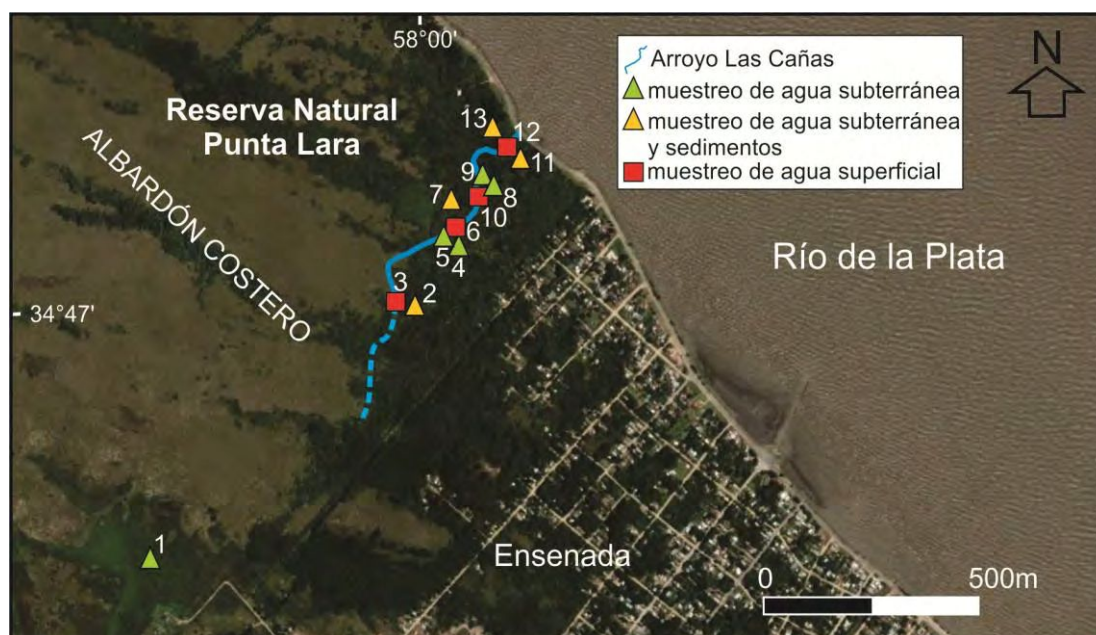 58°00'
N
Arroyo Las Cañas
muestreo de agua subterránea
muestreo de agua subterránea
y sedimentos
muestreo de agua superficial
Reserva Natural
Punta Lara
ALBARDÓN COSTERO
13
12
11
9
8
7
10
6
5
4
3
2
Río de la Plata
34°47'
1
Ensenada
0
500m